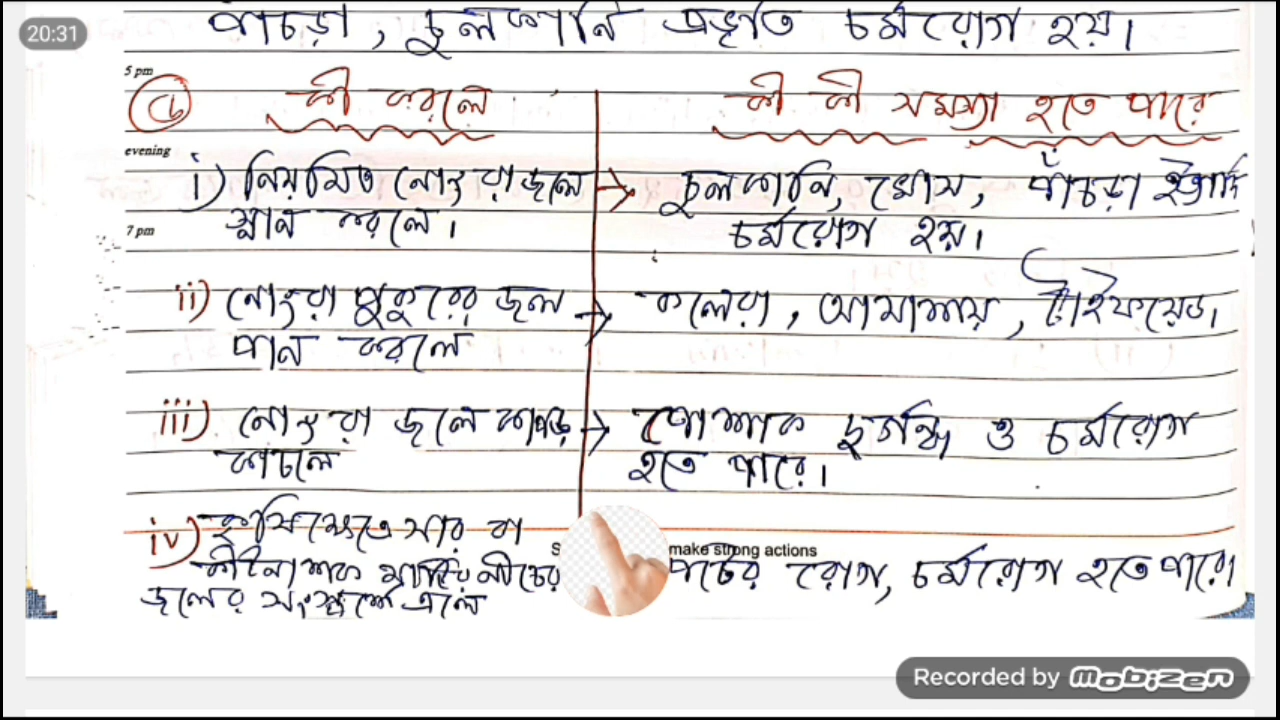 20:31
পাঁচড়া, চুলকানি প্রভৃতি চর্মরোগ হয়।
5 pm
কী করলে
কী কী সমস্যা হতে পারে
evening
i) নিয়মিত নোংরা জলে → চুলকানি, খোস, পাঁচড়া ইত্যাদি
7 pm
স্নান করলে। চর্মরোগ হয়।
ii) নোংরা পুকুরের জল → কলেরা, আমাশয়, টাইফয়েড।
পান করলে
iii) নোংরা জলে কাপড় → পোশাক দুর্গন্ধ ও চর্মরোগ
কাচলে হতে পারে।
iv) কৃষিক্ষেতে সার বা
make strong actions
কীটনাশক মাটির নীচের পেটের রোগ, চর্মরোগ হতে পারে।
জলের সংস্পর্শে এলে
Recorded by mobizen